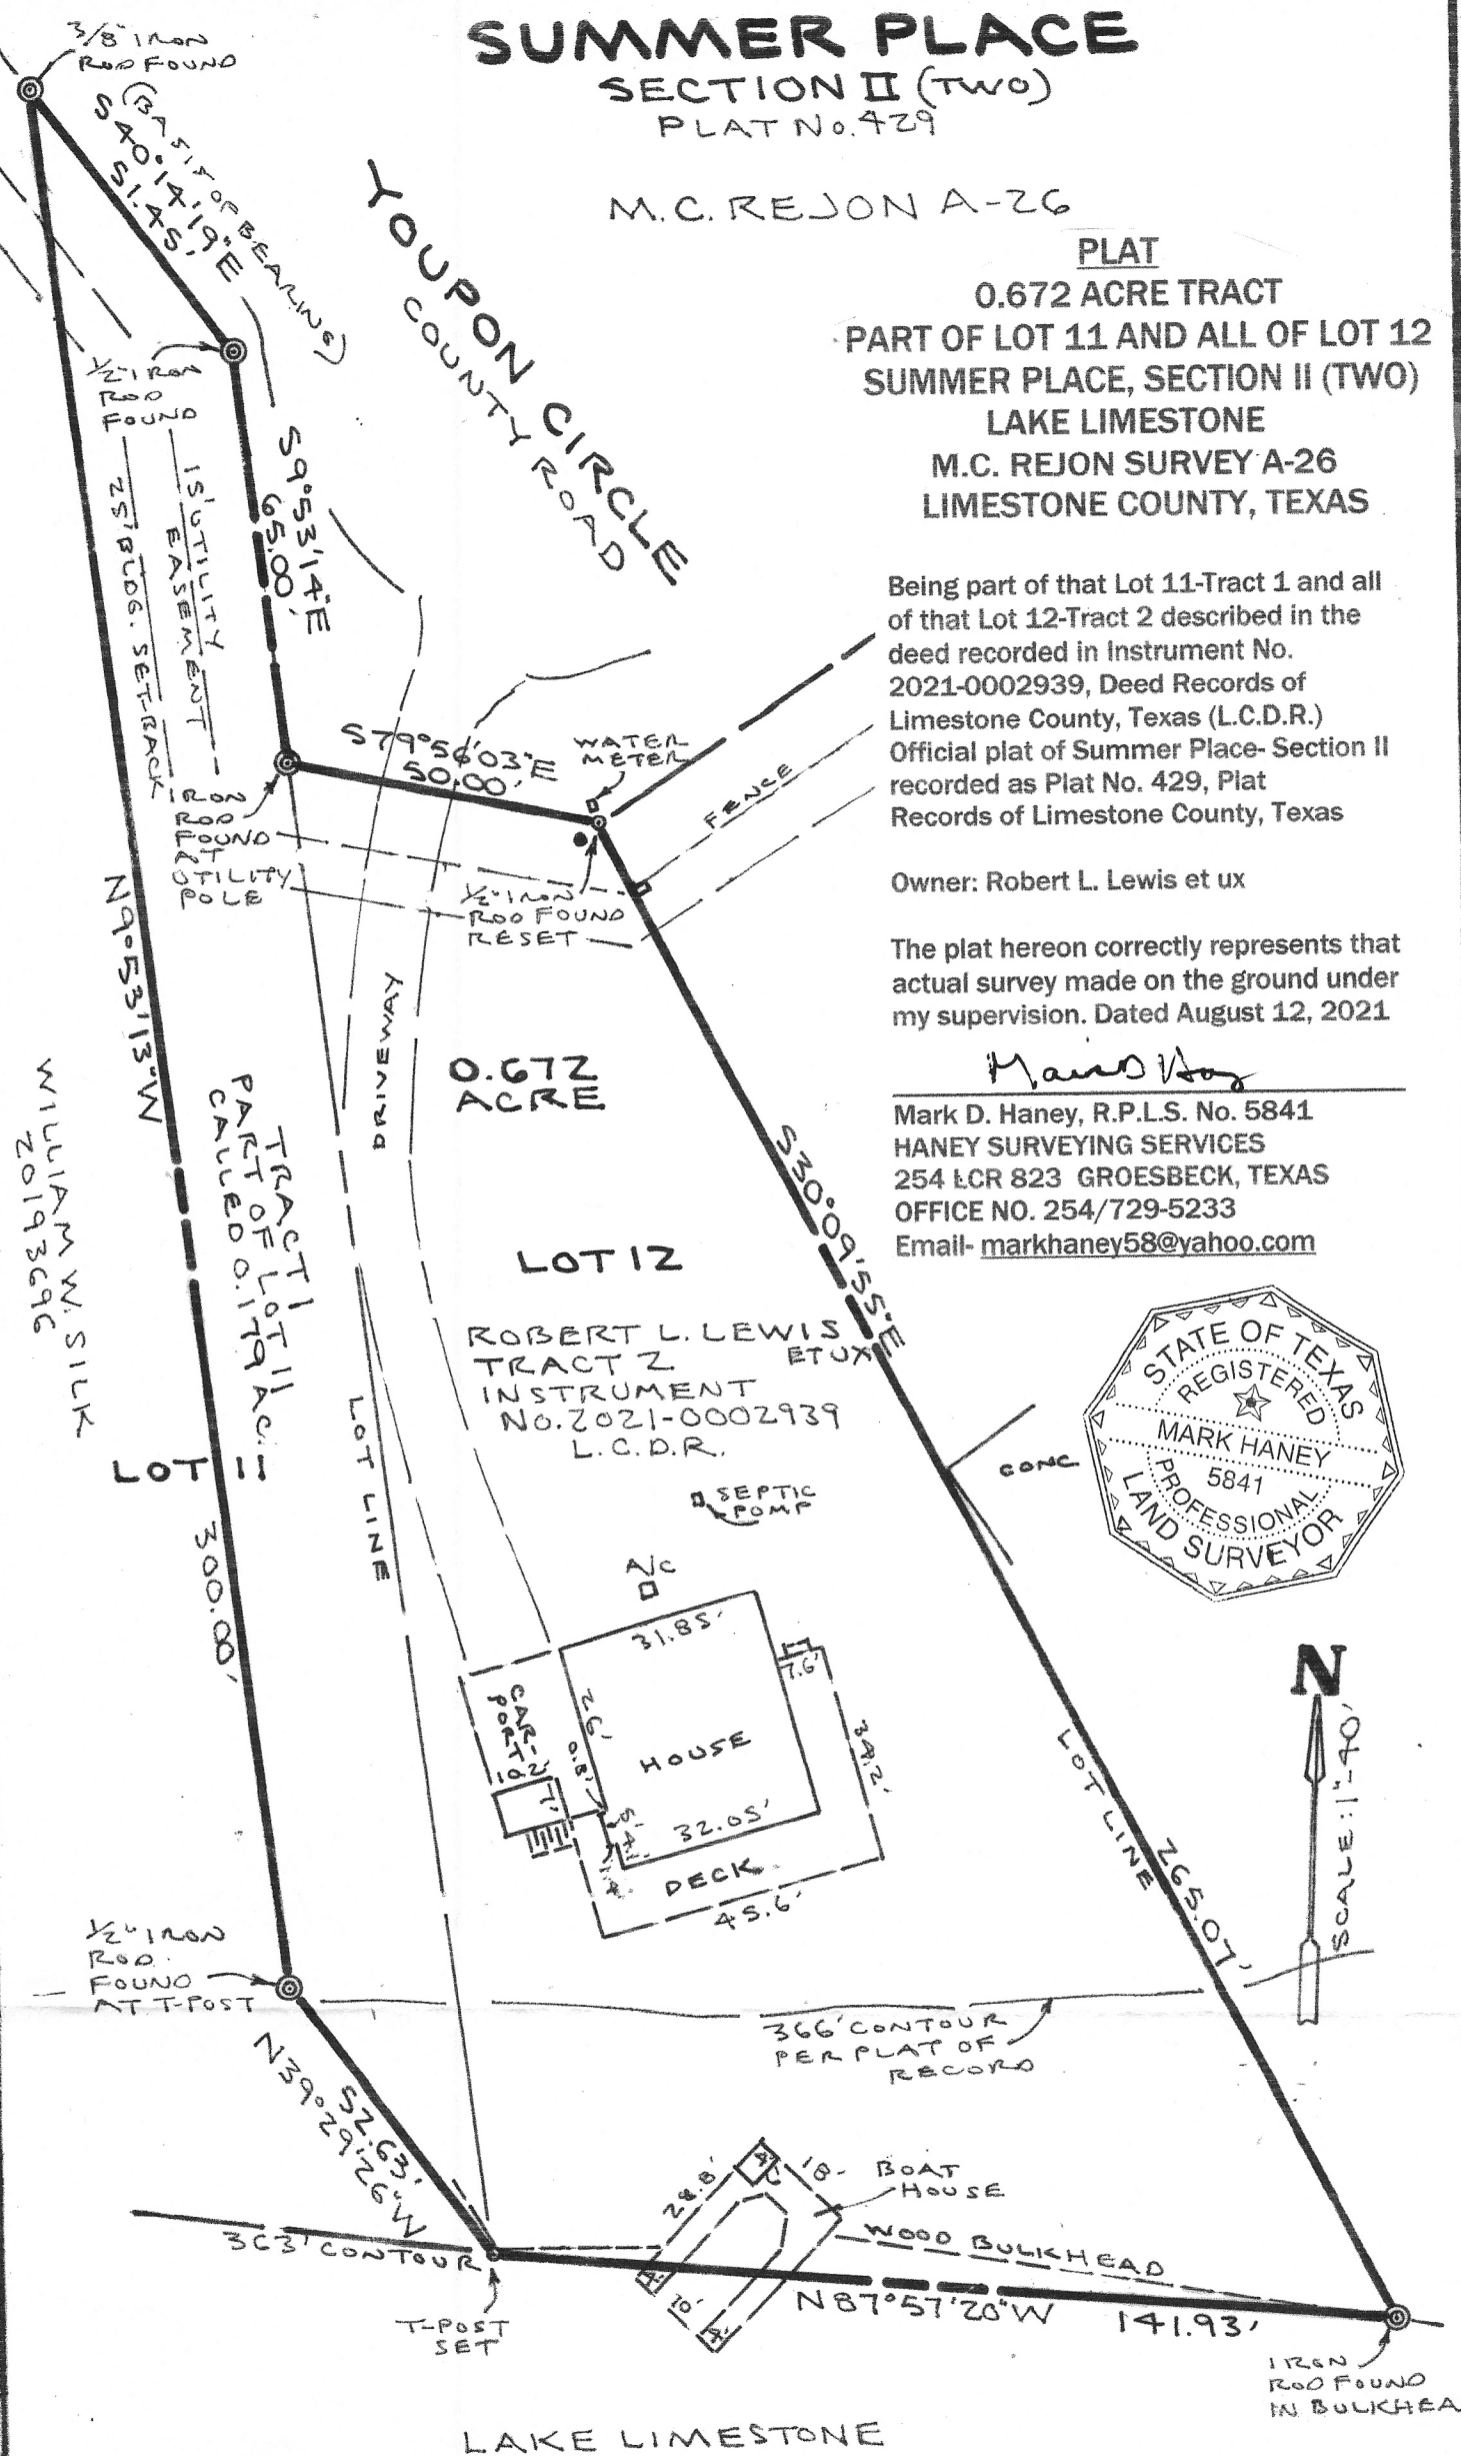 SUMMER PLACE
SECTION II (TWO)
PLAT No. 429
M.C. REJON A-26
PLAT
0.672 ACRE TRACT
PART OF LOT 11 AND ALL OF LOT 12
SUMMER PLACE, SECTION II (TWO)
LAKE LIMESTONE
M.C. REJON SURVEY A-26
LIMESTONE COUNTY, TEXAS
Being part of that Lot 11-Tract 1 and all
of that Lot 12-Tract 2 described in the
deed recorded in Instrument No.
2021-0002939, Deed Records of
Limestone County, Texas (L.C.D.R.)
Official plat of Summer Place- Section II
recorded as Plat No. 429, Plat
Records of Limestone County, Texas
Owner: Robert L. Lewis et ux
The plat hereon correctly represents that
actual survey made on the ground under
my supervision. Dated August 12, 2021
Mark D. Haney, R.P.L.S. No. 5841
HANEY SURVEYING SERVICES
254 LCR 823 GROESBECK, TEXAS
OFFICE NO. 254/729-5233
Email- markhaney58@yahoo.com
STATE OF TEXAS
REGISTERED
MARK HANEY
5841
PROFESSIONAL
LAND SURVEYOR
3/8" IRON
ROD FOUND
(BASIS OF BEARING)
S40°14'19"E
51.45'
YOUPON CIRCLE
COUNTY ROAD
1/2" IRON
ROD
FOUND
15' UTILITY
EASEMENT
25' BLDG. SET-BACK
S9°53'14"E
65.00'
S79°56'03"E
50.00'
WATER
METER
FENCE
IRON
ROD
FOUND
AT
UTILITY
POLE
1/2" IRON
ROD FOUND
RESET
N9°53'13"W
300.00'
DRIVEWAY
0.672
ACRE
WILLIAM W. SILK
20193696
TRACT 1
PART OF LOT 11
CALLED 0.179 AC.
S30°09'55"E
265.07'
LOT 12
ROBERT L. LEWIS
ET UX
TRACT 2
INSTRUMENT
NO. 2021-0002939
L.C.D.R.
LOT 11
LOT LINE
CONC
SEPTIC
PUMP
A/C
31.85'
7.6'
CAR-
PORT
26'
0.8'
HOUSE
34.2'
10.2'
7'
32.05'
DECK
45.6'
LOT LINE
N
SCALE: 1"-40'
1/2" IRON
ROD
FOUND
AT T-POST
366' CONTOUR
PER PLAT OF
RECORD
N39°29'26"W
52.63'
28.8'
18-
BOAT
HOUSE
WOOD BULKHEAD
363' CONTOUR
T-POST
SET
4'
10'
4'
N87°57'20"W
141.93'
IRON
ROD FOUND
IN BULKHEA
LAKE LIMESTONE